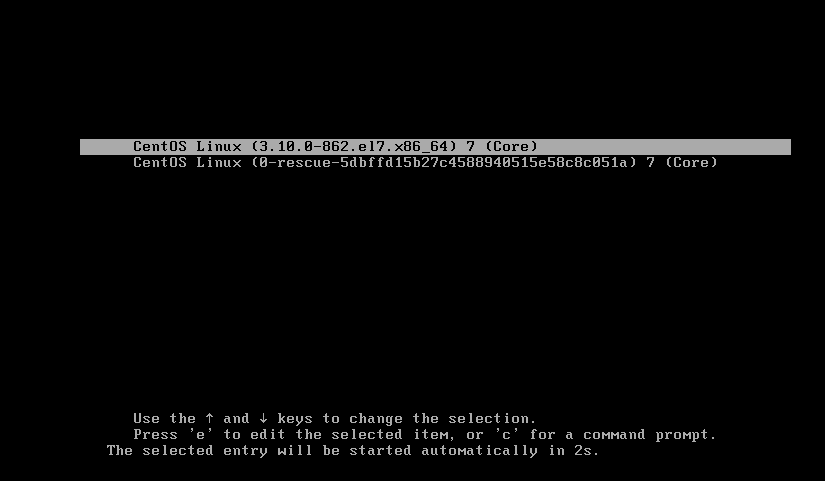 CentOS Linux (3.10.0-862.el7.x86_64) 7 (Core)
CentOS Linux (0-rescue-5dbffd15b27c4588940515e58c8c051a) 7 (Core)
Use the ↑ and ↓ keys to change the selection.
Press 'e' to edit the selected item, or 'c' for a command prompt.
The selected entry will be started automatically in 2s.